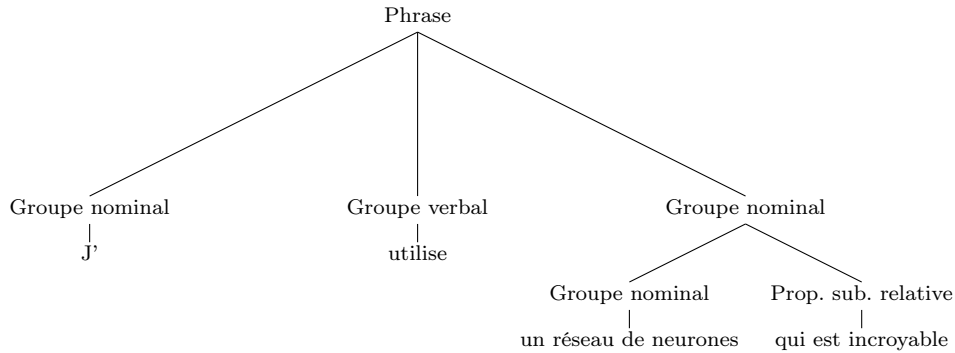 Phrase
Groupe nominal
Groupe verbal
Groupe nominal
J'
utilise
Groupe nominal
Prop. sub. relative
un réseau de neurones
qui est incroyable